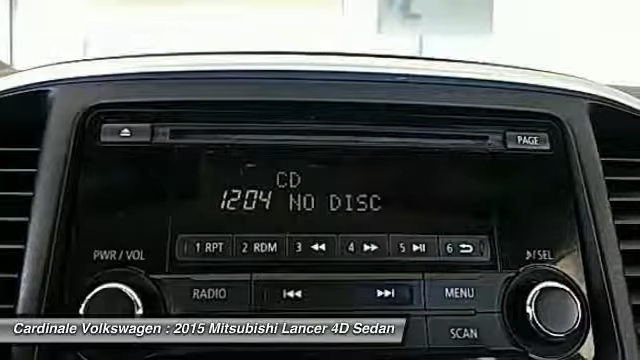 PAGE
CD
1204 NO DISC
1 RPT 2 RDM 3 4 5 6
PWR / VOL
♪/SEL
RADIO MENU
SCAN
Cardinale Volkswagen : 2015 Mitsubishi Lancer 4D Sedan